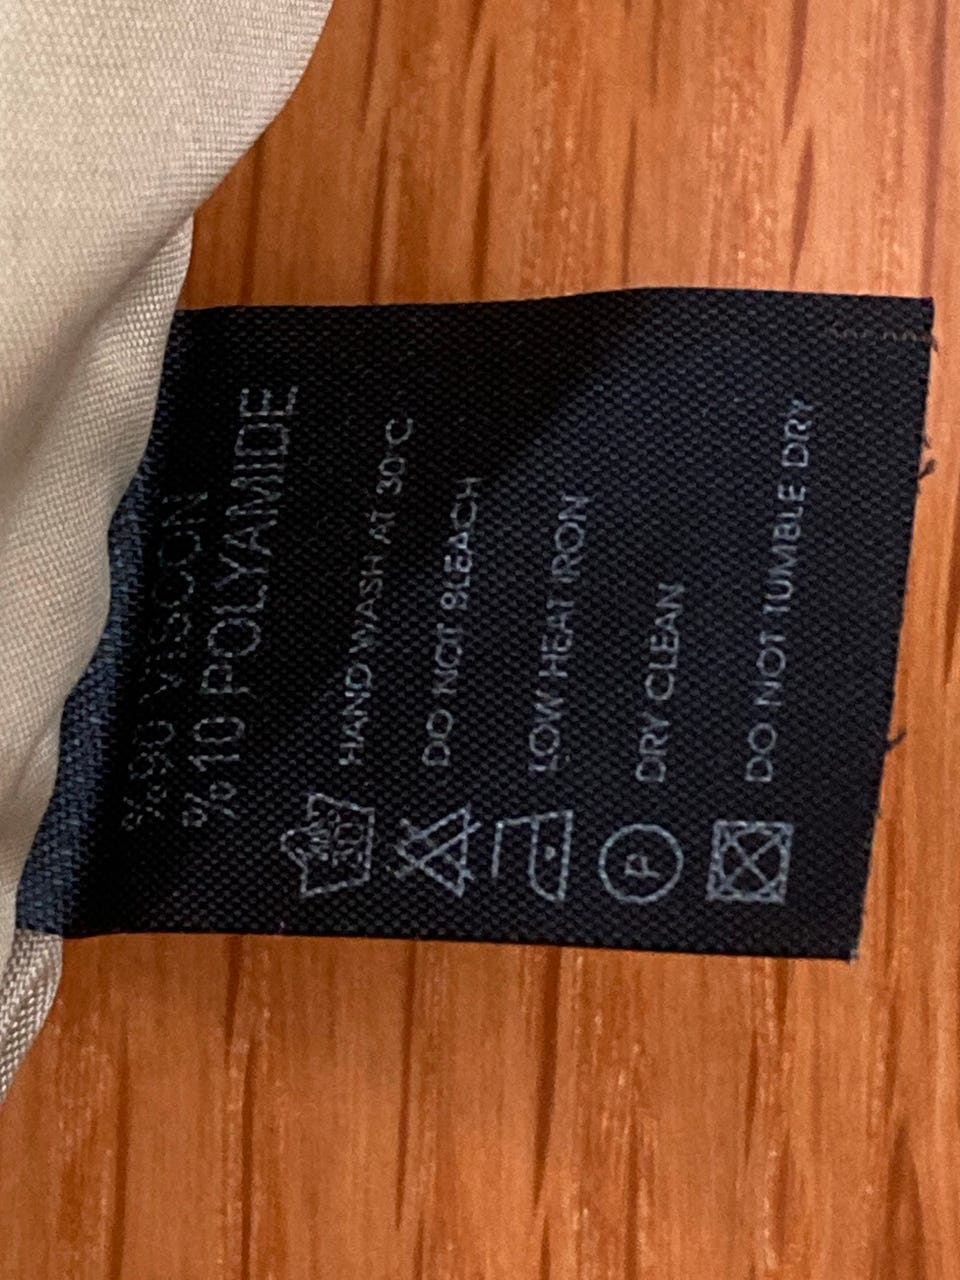 %90 VISCON
%10 POLYAMIDE
HAND WASH AT 30°C
DO NOT BLEACH
LOW HEAT IRON
P DRY CLEAN
DO NOT TUMBLE DRY